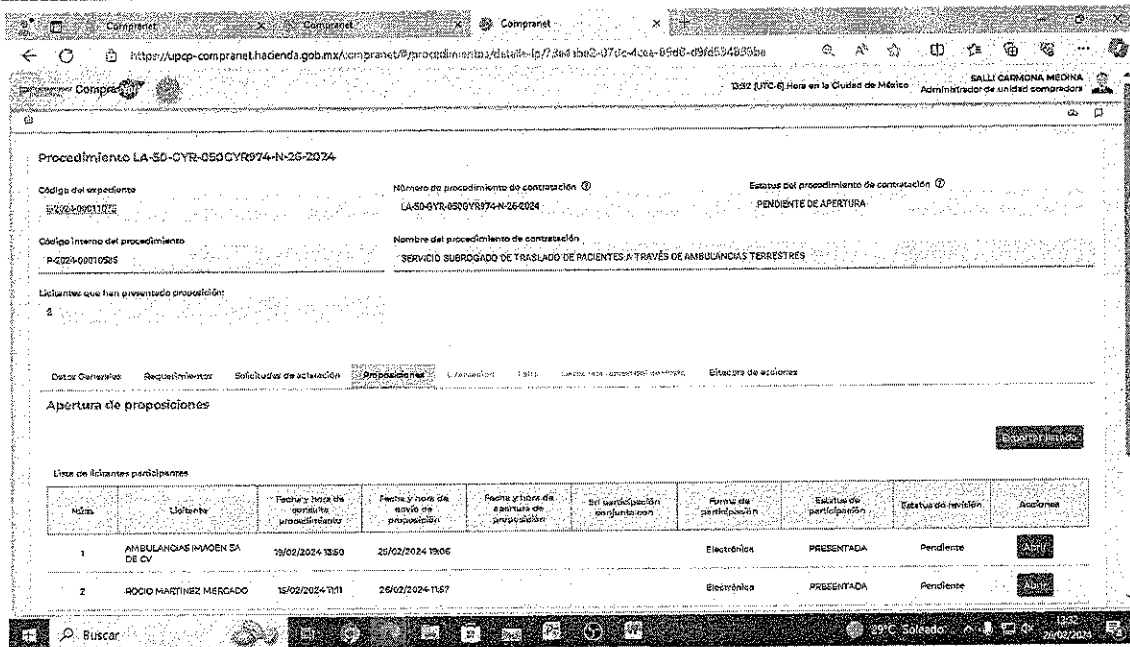 Compranet
Compranet
Compranet
https://upcp-compranet.hacienda.gob.mx/compranet/#/procedimientos/detalle-lp/
Compranet
13:32 [UTC-6] Hora en la Ciudad de México
SALLI CARMONA MEDINA
Administrador de unidad compradora
Procedimiento LA-50-GYR-050GYR974-N-26-2024
Código del expediente
Número de procedimiento de contratación
Estatus del procedimiento de contratación
LA-50-GYR-050GYR974-N-26-2024
PENDIENTE DE APERTURA
Código interno del procedimiento
Nombre del procedimiento de contratación
P-2024-00010585
SERVICIO SUBROGADO DE TRASLADO DE PACIENTES A TRAVÉS DE AMBULANCIAS TERRESTRES
Licitantes que han presentado proposición:
2
Datos Generales Requerimientos Solicitudes de aclaración Proposiciones Bitácora de acciones
Apertura de proposiciones
Exportar listado
Lista de licitantes participantes
Núm. Licitante Fecha y hora de consulta procedimiento Fecha y hora de envío de proposición Fecha y hora de apertura de proposición En participación conjunta con Forma de participación Estatus de participación Estatus de revisión Acciones
1 AMBULANCIAS IMAGEN SA DE CV 19/02/2024 13:50 25/02/2024 19:06 Electrónica PRESENTADA Pendiente Abrir
2 ROCIO MARTINEZ MERCADO 15/02/2024 11:11 26/02/2024 11:57 Electrónica PRESENTADA Pendiente Abrir
Buscar
29°C Soleado
13:32
26/02/2024